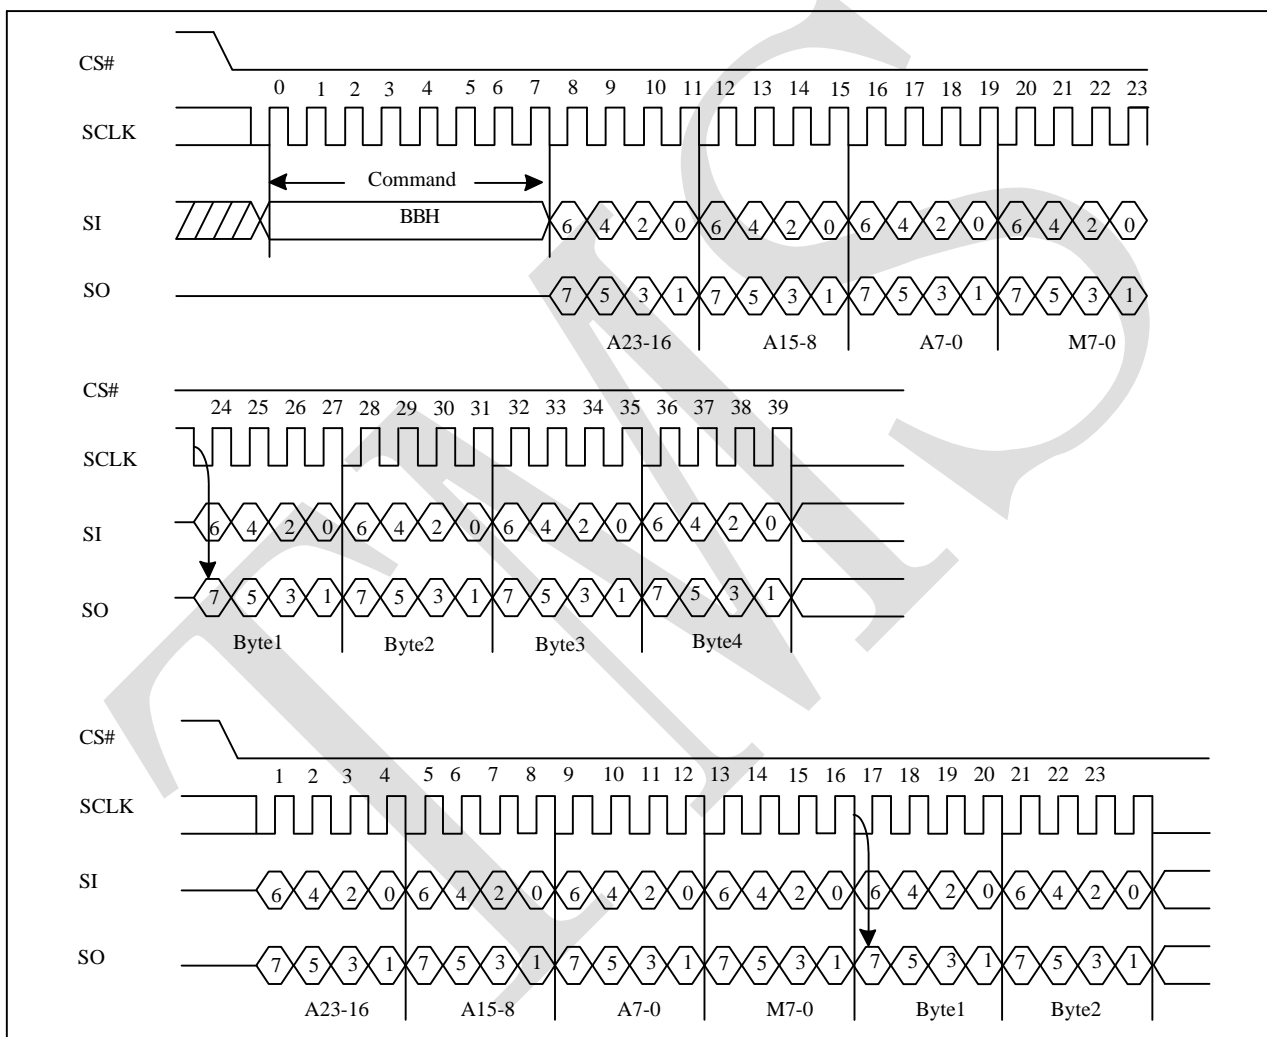 CS#
0 1 2 3 4 5 6 7 8 9 10 11 12 13 14 15 16 17 18 19 20 21 22 23
SCLK
Command
SI BBH 6 4 2 0 6 4 2 0 6 4 2 0 6 4 2 0
SO 7 5 3 1 7 5 3 1 7 5 3 1 7 5 3 1
A23-16 A15-8 A7-0 M7-0
CS#
24 25 26 27 28 29 30 31 32 33 34 35 36 37 38 39
SCLK
SI 6 4 2 0 6 4 2 0 6 4 2 0 6 4 2 0
SO 7 5 3 1 7 5 3 1 7 5 3 1 7 5 3 1
Byte1 Byte2 Byte3 Byte4
CS#
1 2 3 4 5 6 7 8 9 10 11 12 13 14 15 16 17 18 19 20 21 22 23
SCLK
SI 6 4 2 0 6 4 2 0 6 4 2 0 6 4 2 0 6 4 2 0 6 4 2 0
SO 7 5 3 1 7 5 3 1 7 5 3 1 7 5 3 1 7 5 3 1 7 5 3 1
A23-16 A15-8 A7-0 M7-0 Byte1 Byte2
TMS